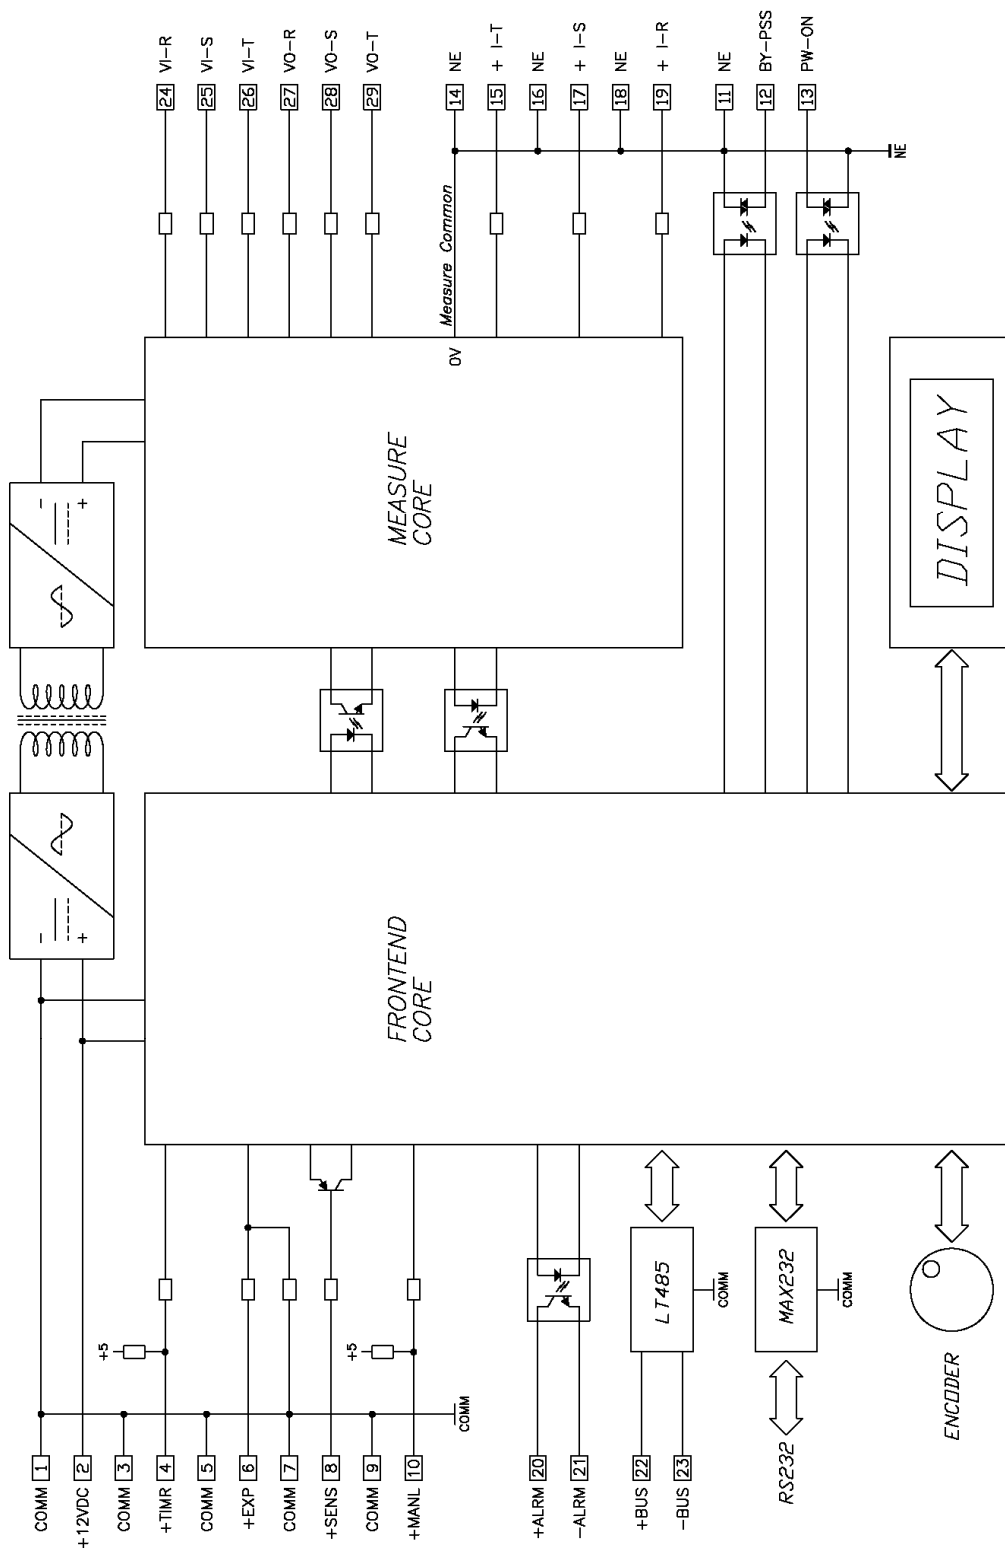 COMM 1
+12VDC 2
COMM 3
+TIMR 4
COMM 5
+EXP 6
COMM 7
+SENS 8
COMM 9
+MANL 10
+ALRM 20
-ALRM 21
+BUS 22
-BUS 23
RS232
ENCODER
+5
+5
COMM
LT485
COMM
MAX232
COMM
- +
FRONTEND
CORE
- +
MEASURE
CORE
0V
Measure Common
DISPLAY
NE
24 VI-R
25 VI-S
26 VI-T
27 VO-R
28 VO-S
29 VO-T
14 NE
15 + I-T
16 NE
17 + I-S
18 NE
19 + I-R
11 NE
12 BY-PSS
13 PW-ON